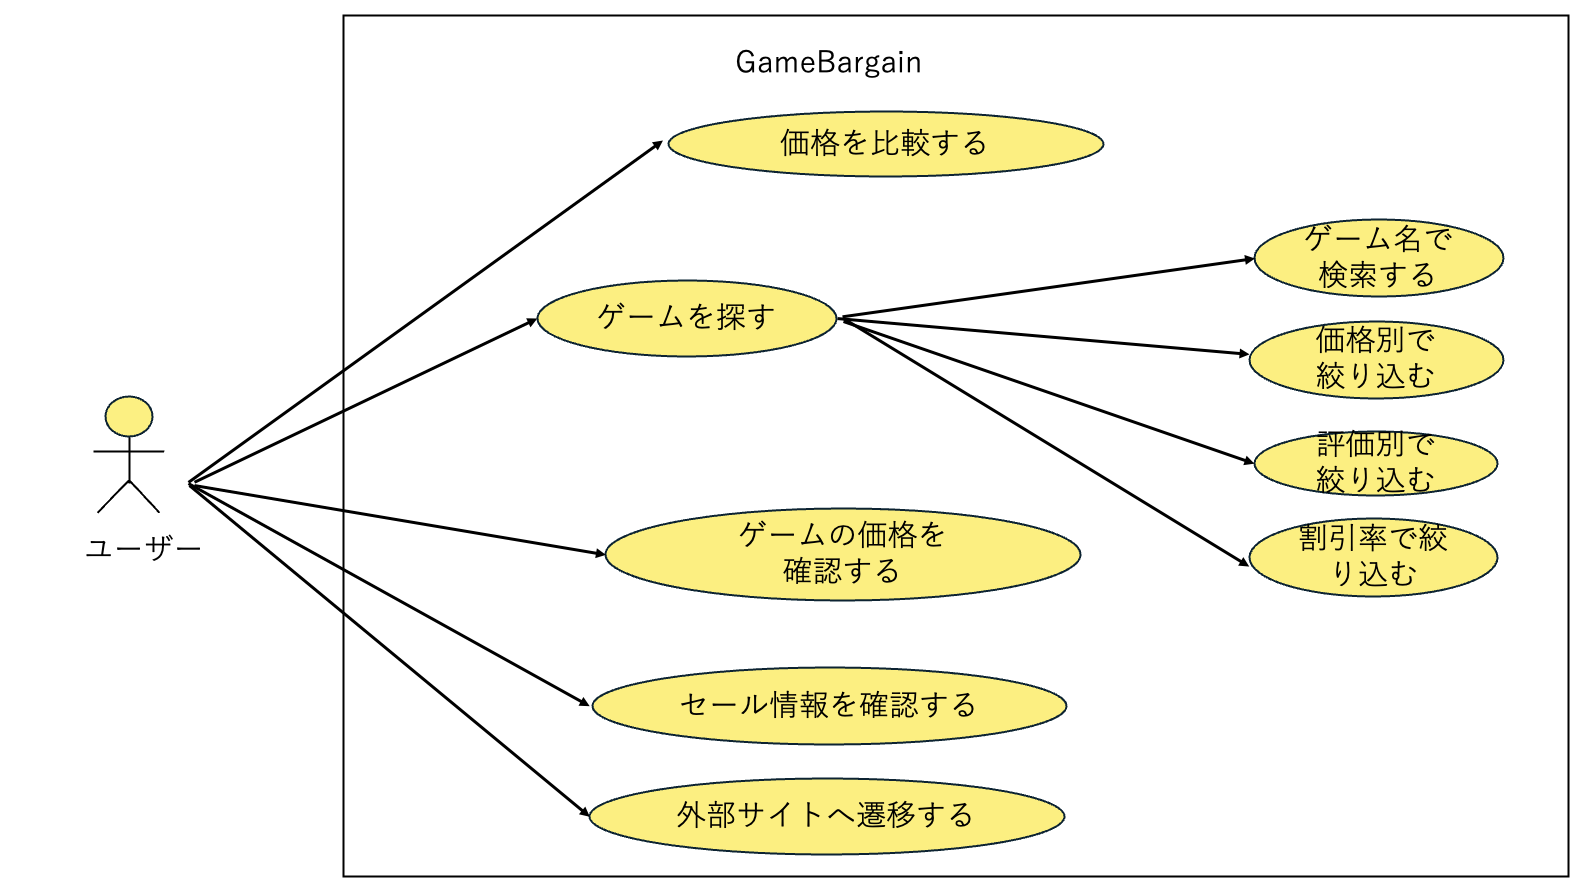 GameBargain
価格を比較する
ゲームを探す
ゲーム名で
検索する
価格別で
絞り込む
評価別で
絞り込む
割引率で絞
り込む
ユーザー
ゲームの価格を
確認する
セール情報を確認する
外部サイトへ遷移する